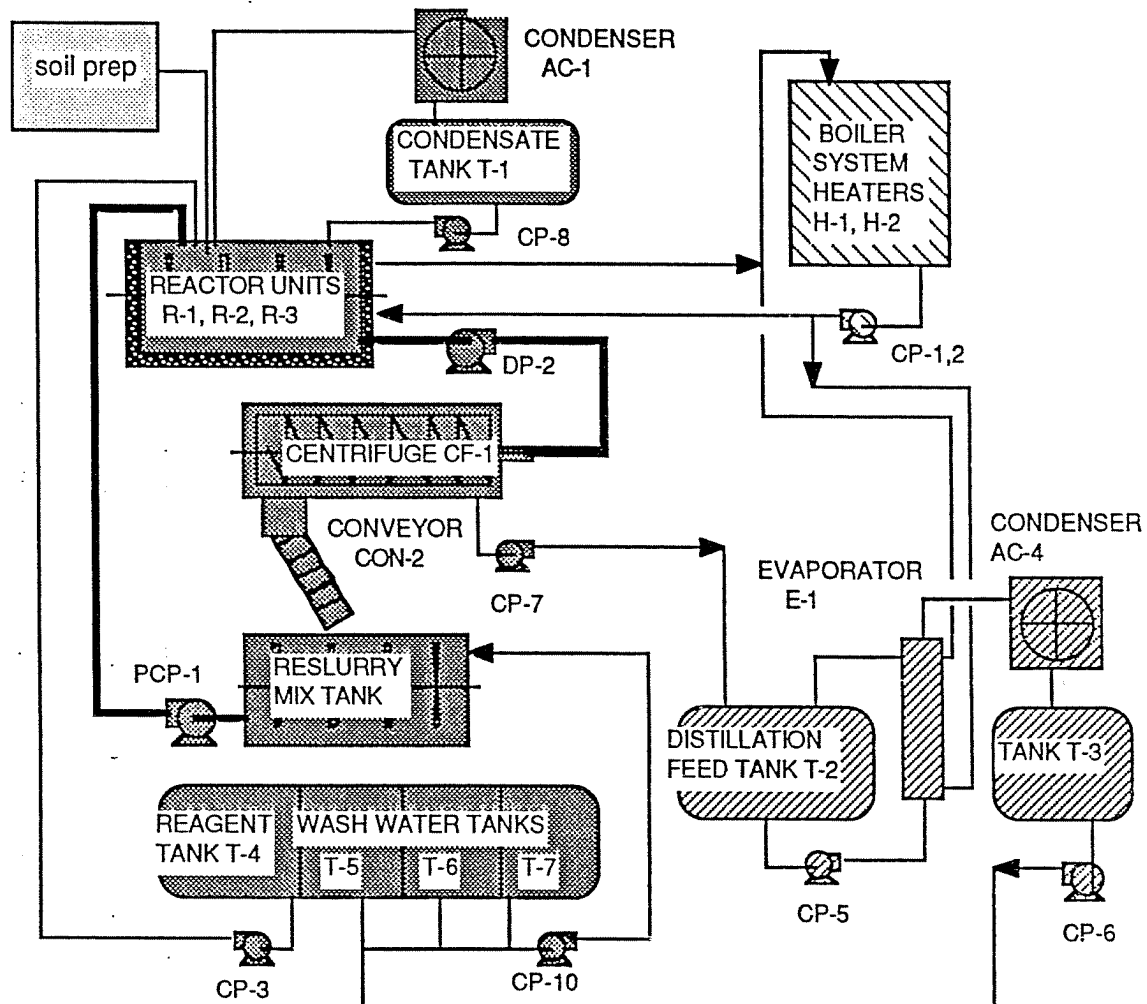 soil prep
CONDENSER
AC-1
CONDENSATE
TANK T-1
CP-8
BOILER
SYSTEM
HEATERS
H-1, H-2
REACTOR UNITS
R-1, R-2, R-3
DP-2
CP-1,2
CENTRIFUGE CF-1
CONVEYOR
CON-2
CP-7
EVAPORATOR
E-1
CONDENSER
AC-4
PCP-1
RESLURRY
MIX TANK
DISTILLATION
FEED TANK T-2
TANK T-3
REAGENT
TANK T-4
WASH WATER TANKS
T-5
T-6
T-7
CP-5
CP-6
CP-3
CP-10